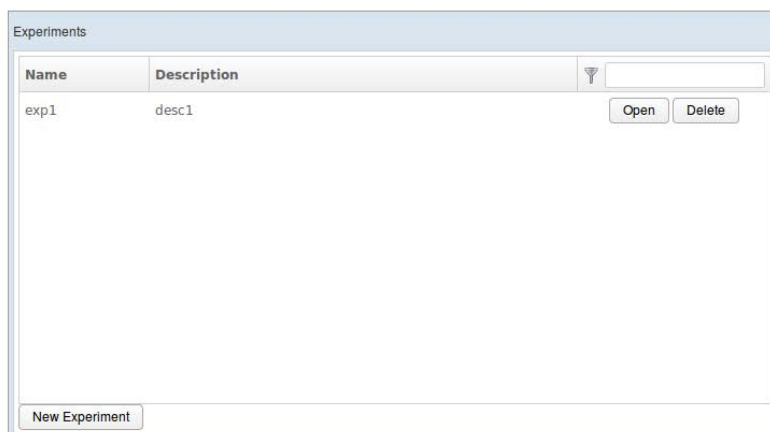 Experiments
Name Description
exp1 desc1 Open Delete
New Experiment